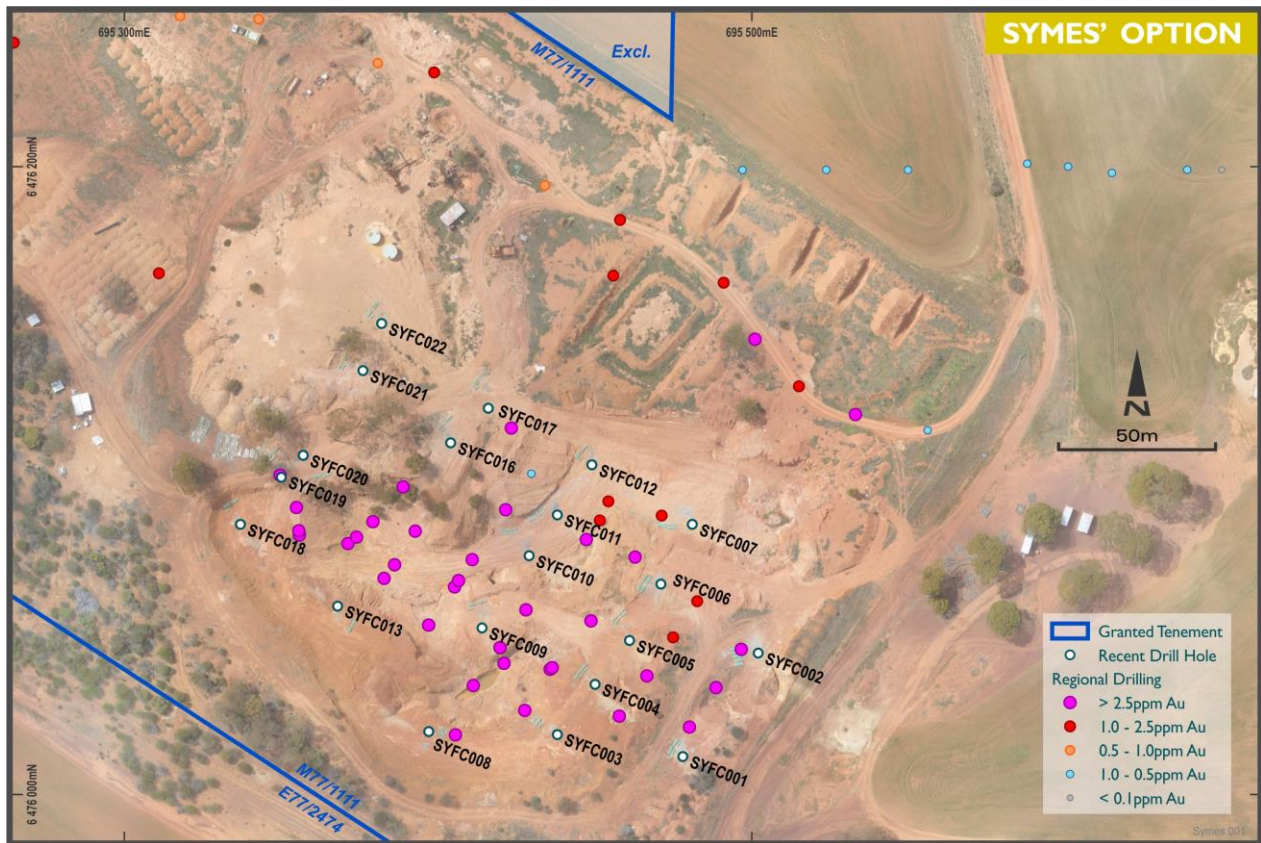 695 300mE
695 500mE
SYMES' OPTION
M77/1111
Excl.
6 476 200mN
SYFC022
SYFC021
SYFC017
SYFC016
SYFC020
SYFC019
SYFC018
SYFC012
SYFC011
SYFC007
SYFC010
SYFC006
SYFC013
SYFC009
SYFC005
SYFC002
SYFC004
SYFC008
SYFC003
SYFC001
N
50m
6 476 000mN
M77/1111
E77/2474
Granted Tenement
Recent Drill Hole
Regional Drilling
> 2.5ppm Au
1.0 - 2.5ppm Au
0.5 - 1.0ppm Au
1.0 - 0.5ppm Au
< 0.1ppm Au
Symes 001